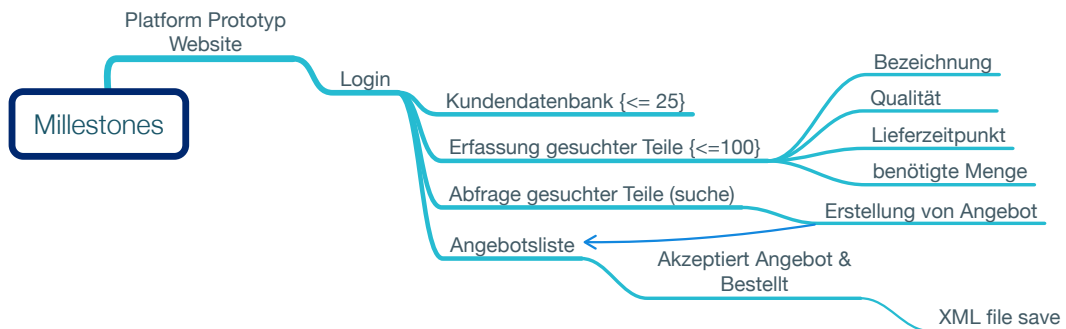 Platform Prototyp
Website
Millestones
Login
Kundendatenbank {<= 25}
Erfassung gesuchter Teile {<=100}
Bezeichnung
Qualität
Lieferzeitpunkt
benötigte Menge
Abfrage gesuchter Teile (suche)
Erstellung von Angebot
Angebotsliste
Akzeptiert Angebot &
Bestellt
XML file save